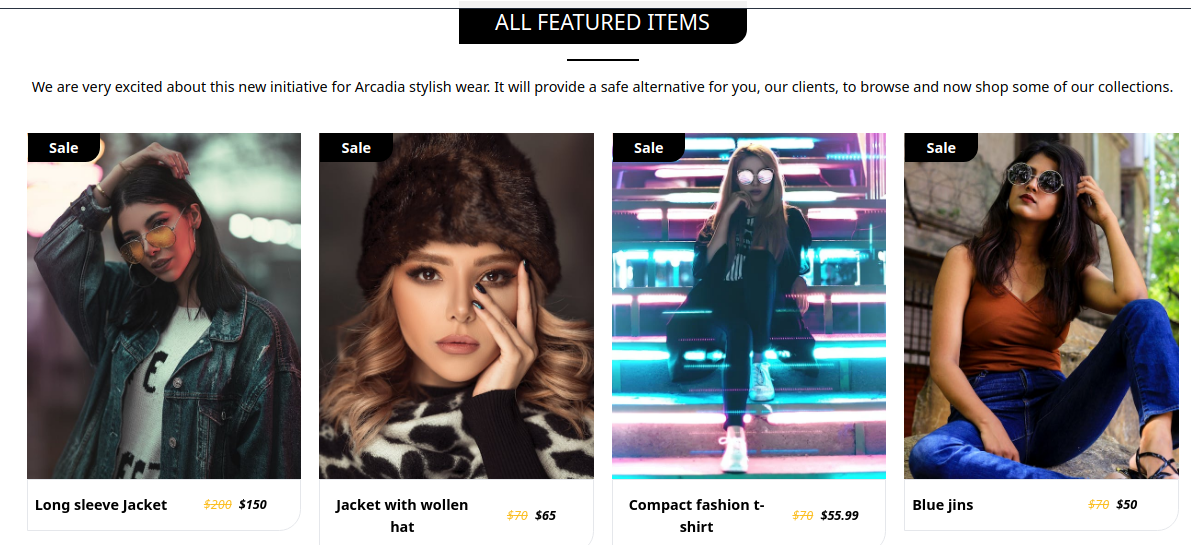 ALL FEATURED ITEMS
We are very excited about this new initiative for Arcadia stylish wear. It will provide a safe alternative for you, our clients, to browse and now shop some of our collections.
Sale
Sale
Sale
Sale
Long sleeve Jacket $200 $150
Jacket with wollen
hat
$70 $65
Compact fashion t-
shirt
$70 $55.99
Blue jins $70 $50